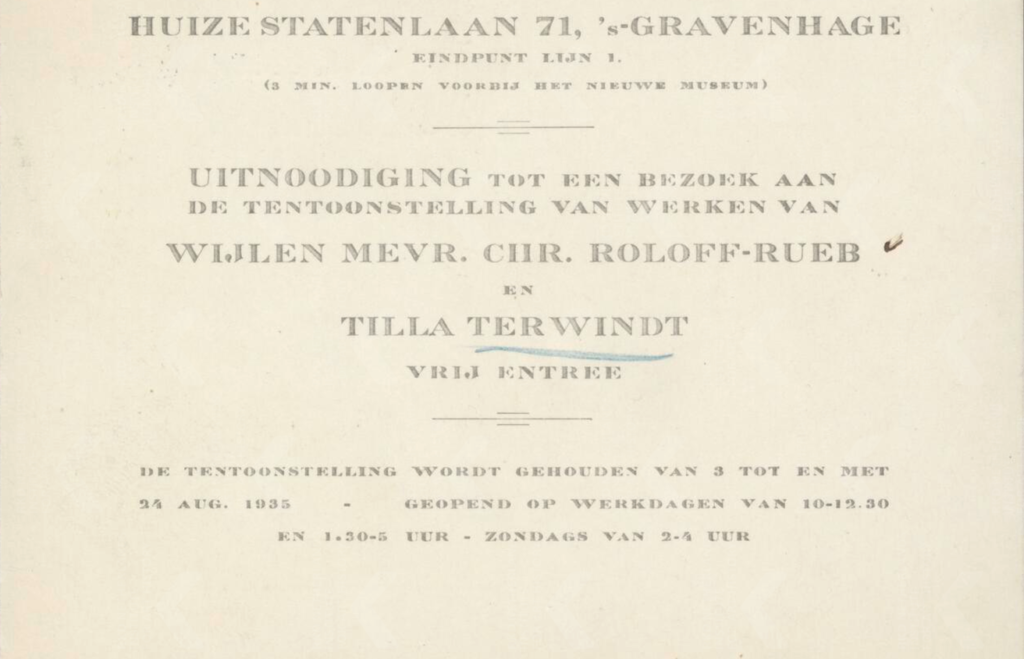 HUIZE STATENLAAN 71, 's-GRAVENHAGE
EINDPUNT LIJN 1.
(3 MIN. LOOPEN VOORBIJ HET NIEUWE MUSEUM)
UITNOODIGING TOT EEN BEZOEK AAN
DE TENTOONSTELLING VAN WERKEN VAN
WIJLEN MEVR. CHR. ROLOFF-RUEB
EN
TILLA TERWINDT
VRIJ ENTREE
DE TENTOONSTELLING WORDT GEHOUDEN VAN 3 TOT EN MET
24 AUG. 1935 - GEOPEND OP WERKDAGEN VAN 10-12.30
EN 1.30-5 UUR - ZONDAGS VAN 2-4 UUR